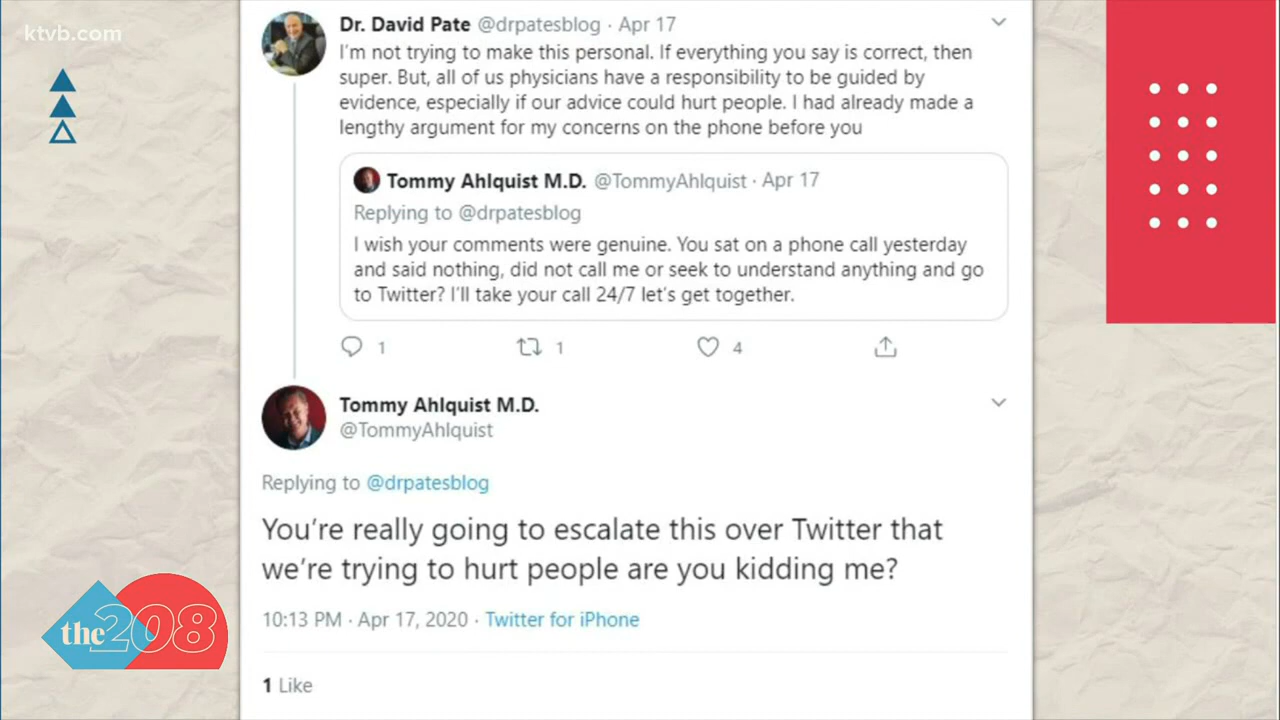 ktvb.com
Dr. David Pate @drpatesblog · Apr 17
I'm not trying to make this personal. If everything you say is correct, then
super. But, all of us physicians have a responsibility to be guided by
evidence, especially if our advice could hurt people. I had already made a
lengthy argument for my concerns on the phone before you
Tommy Ahlquist M.D. @TommyAhlquist · Apr 17
Replying to @drpatesblog
I wish your comments were genuine. You sat on a phone call yesterday
and said nothing, did not call me or seek to understand anything and go
to Twitter? I'll take your call 24/7 let's get together.
1 1 4
Tommy Ahlquist M.D.
@TommyAhlquist
Replying to @drpatesblog
You're really going to escalate this over Twitter that
we're trying to hurt people are you kidding me?
10:13 PM · Apr 17, 2020 · Twitter for iPhone
the208
1 Like